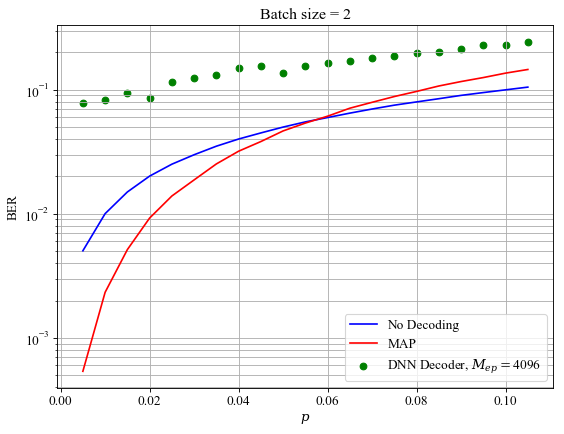 Batch size = 2
BER
10⁻¹
10⁻²
10⁻³
No Decoding
MAP
DNN Decoder, M_ep = 4096
0.00 0.02 0.04 0.06 0.08 0.10
p